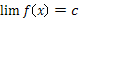 lim f(x) = c